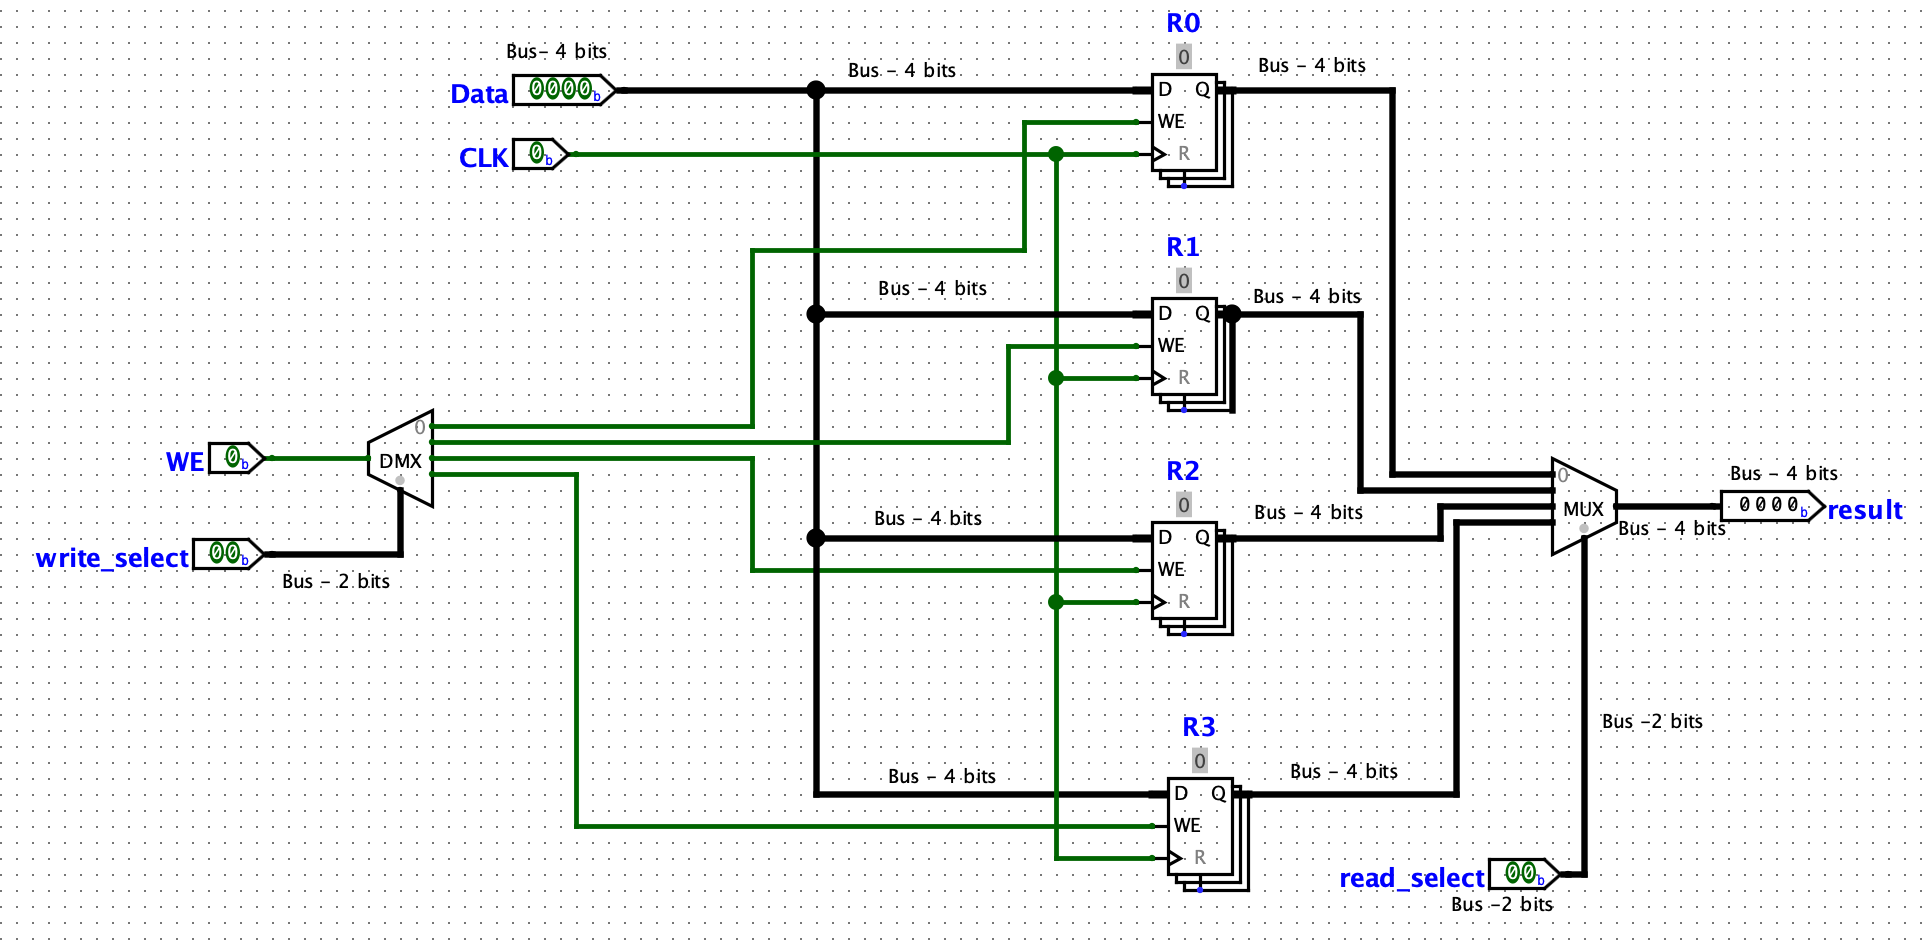 R0
0
Bus- 4 bits
Bus - 4 bits
Bus - 4 bits
Data
0000b
D Q
WE
R
CLK
0b
R1
0
Bus - 4 bits
Bus - 4 bits
D Q
WE
R
0
DMX
WE
0b
R2
0
Bus - 4 bits
Bus - 4 bits
D Q
WE
R
0
MUX
Bus - 4 bits
0000b
result
Bus - 4 bits
write_select
00b
Bus - 2 bits
R3
0
Bus - 4 bits
Bus - 4 bits
D Q
WE
R
Bus -2 bits
read_select
00b
Bus -2 bits